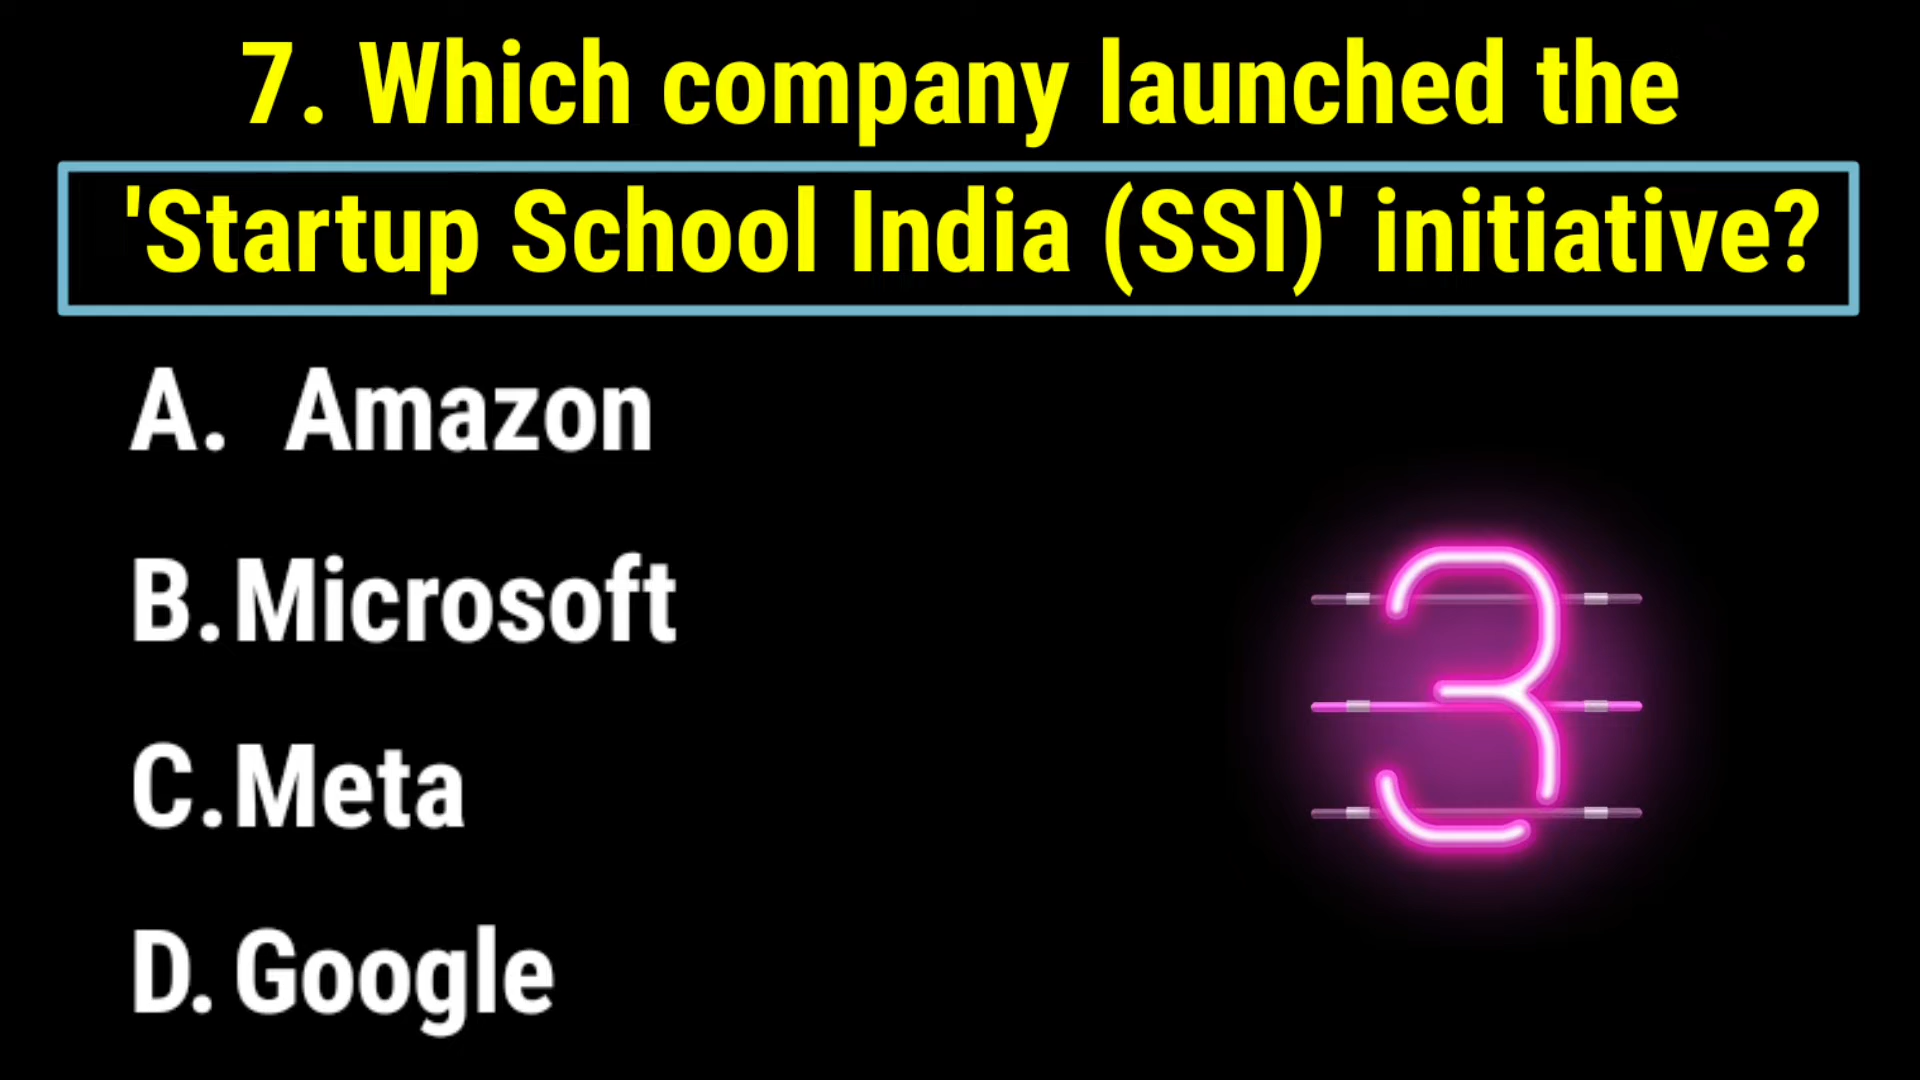 7. Which company launched the
'Startup School India (SSI)' initiative?
A. Amazon
B. Microsoft
C. Meta
D. Google
3